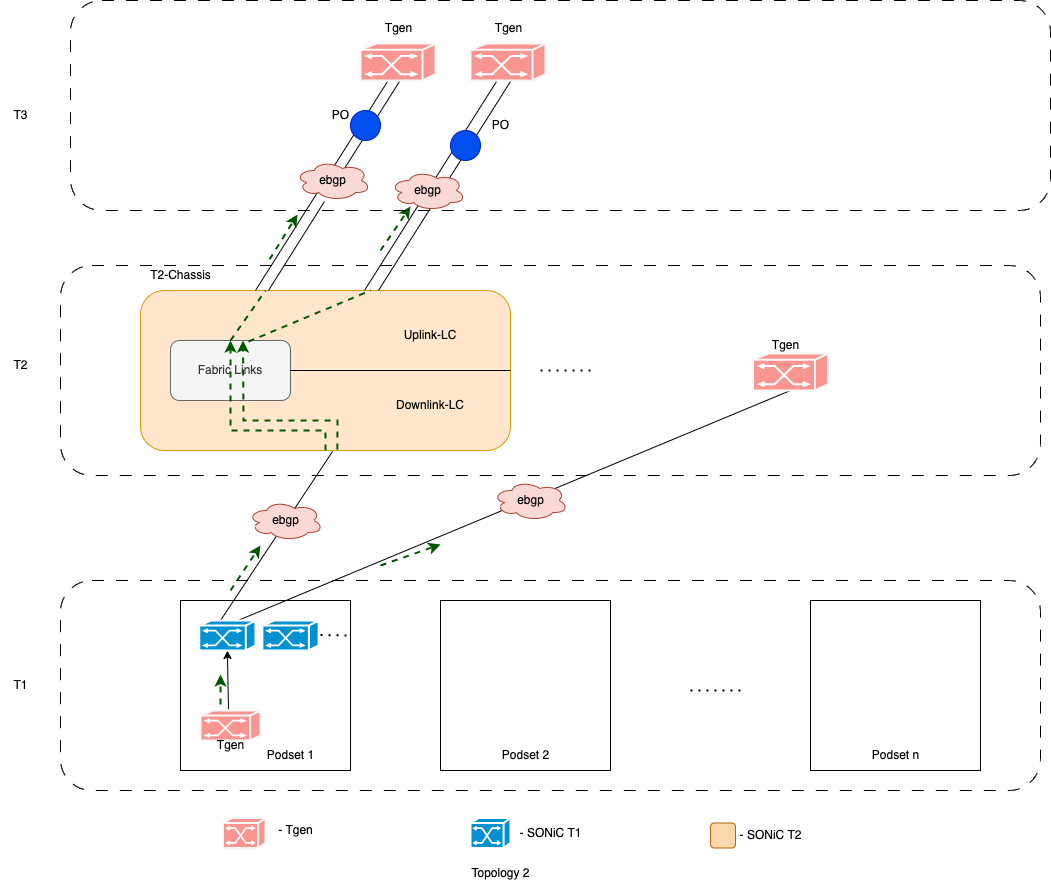 Tgen
Tgen
PO
PO
T3
ebgp
ebgp
T2-Chassis
Uplink-LC
Tgen
T2
Fabric Links
Downlink-LC
ebgp
ebgp
T1
Tgen
Podset 1
Podset 2
Podset n
- Tgen
- SONiC T1
- SONiC T2
Topology 2